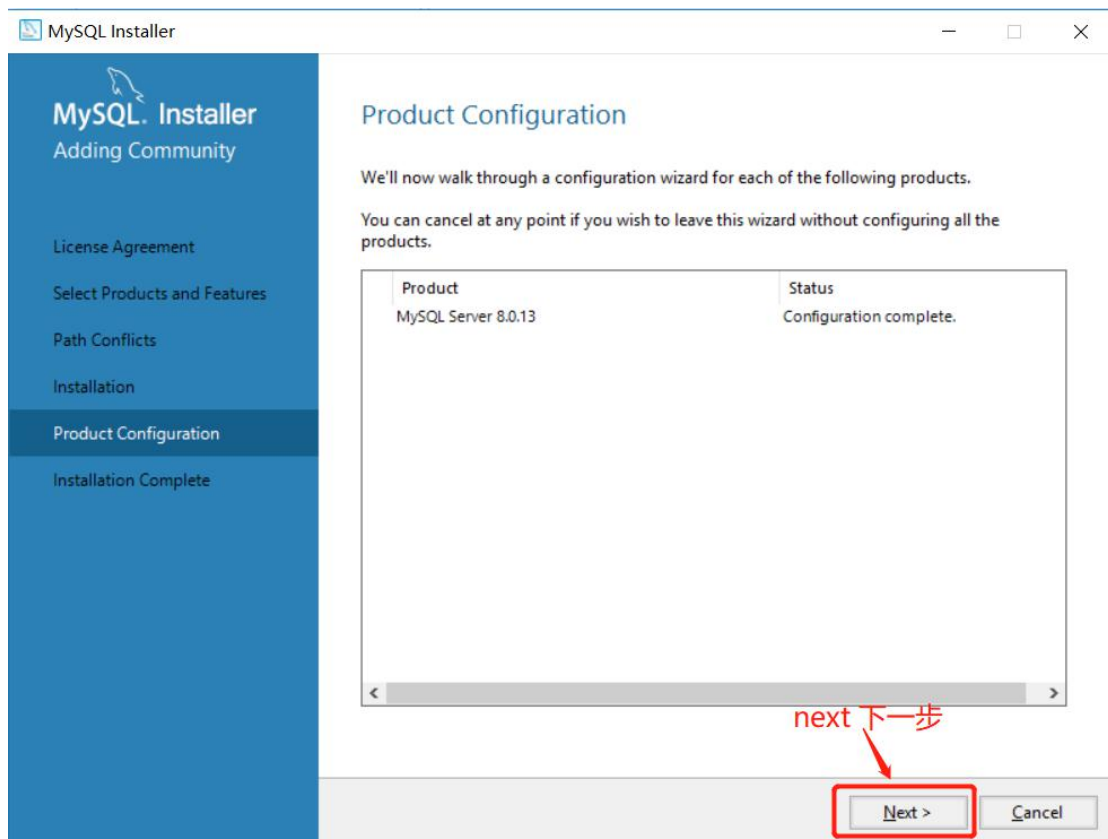 MySQL Installer
MySQL. Installer
Adding Community
License Agreement
Select Products and Features
Path Conflicts
Installation
Product Configuration
Installation Complete
Product Configuration
We'll now walk through a configuration wizard for each of the following products.
You can cancel at any point if you wish to leave this wizard without configuring all the
products.
Product Status
MySQL Server 8.0.13 Configuration complete.
next 下一步
Next >
Cancel